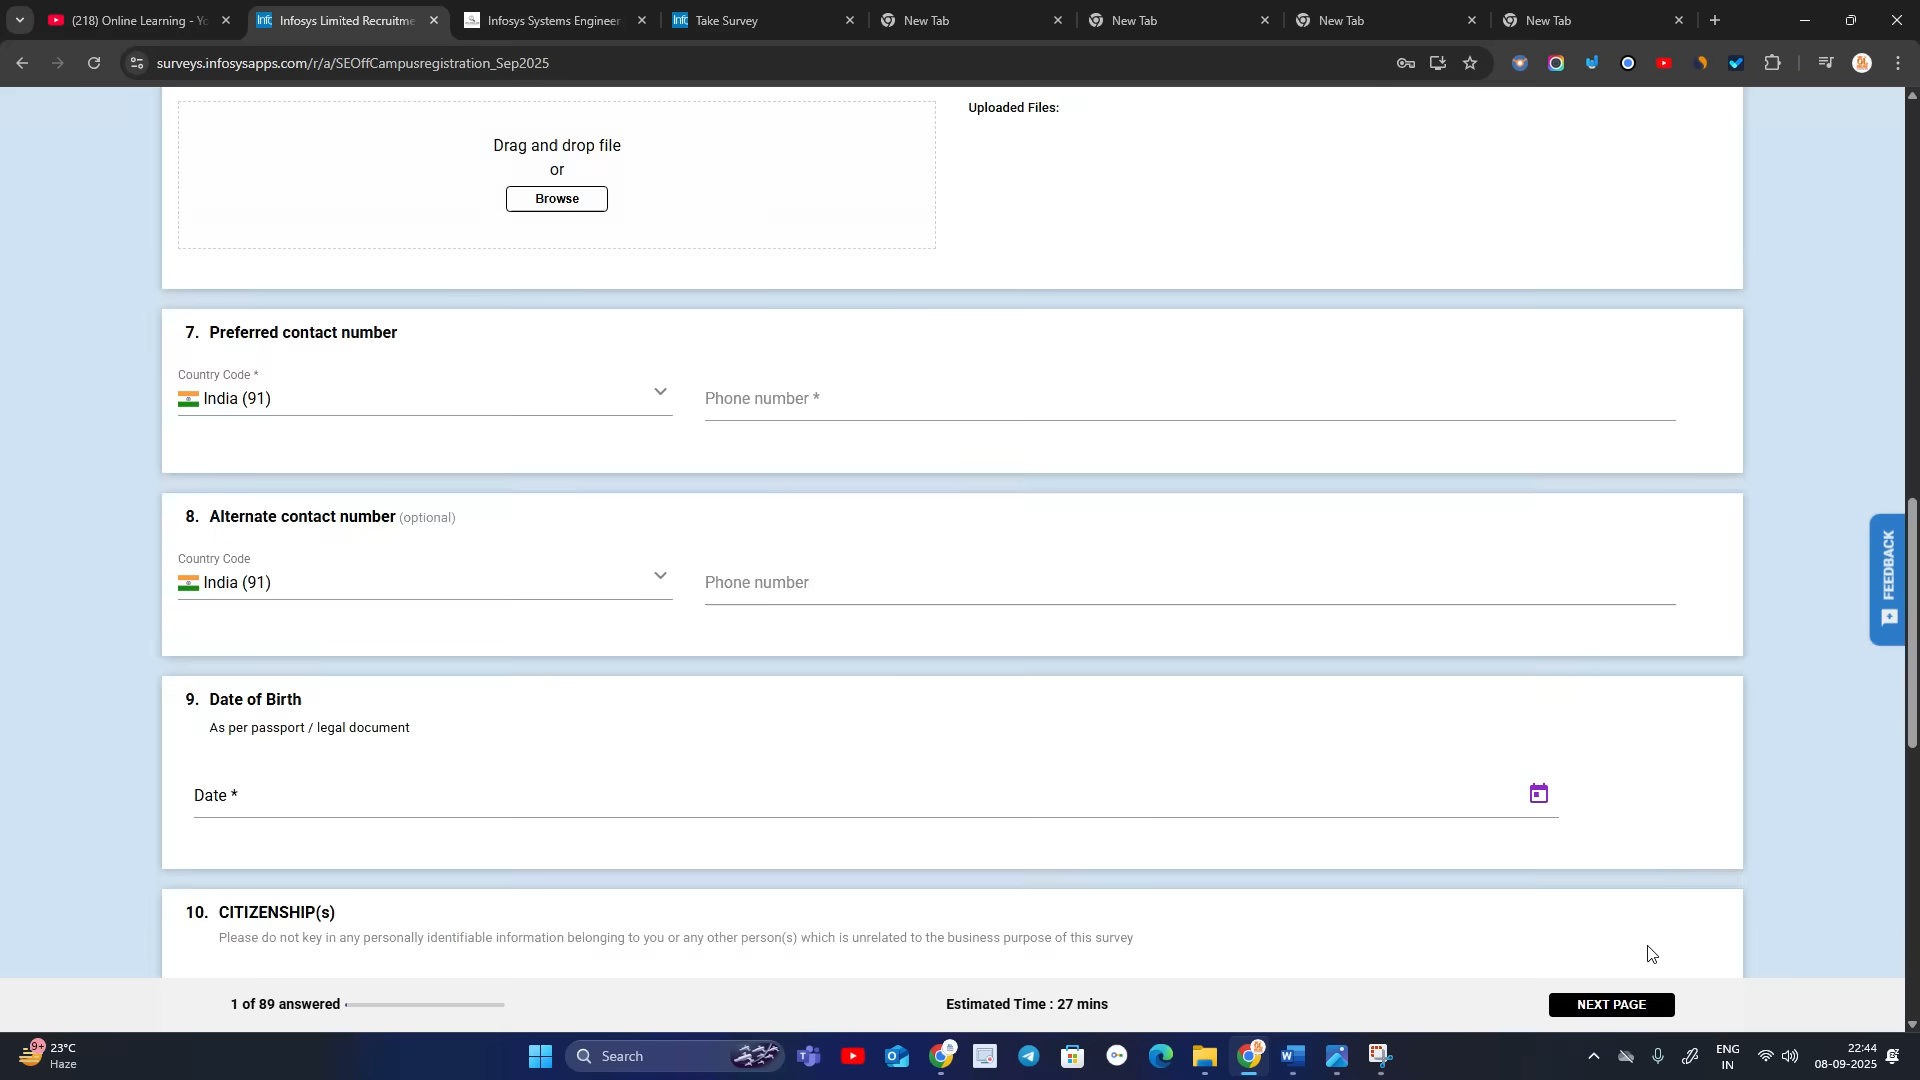 (218) Online Learning - Yo
Infosys Limited Recruitme
Infosys Systems Engineer
Take Survey
New Tab
New Tab
New Tab
New Tab
surveys.infosysapps.com/r/a/SEOffCampusregistration_Sep2025
Drag and drop file
or
Browse
Uploaded Files:
7. Preferred contact number
Country Code *
India (91)
Phone number *
8. Alternate contact number (optional)
Country Code
India (91)
Phone number
9. Date of Birth
As per passport / legal document
Date *
10. CITIZENSHIP(s)
Please do not key in any personally identifiable information belonging to you or any other person(s) which is unrelated to the business purpose of this survey
FEEDBACK
1 of 89 answered
Estimated Time : 27 mins
NEXT PAGE
9+
23°C
Haze
Search
ENG
IN
22:44
08-09-2025